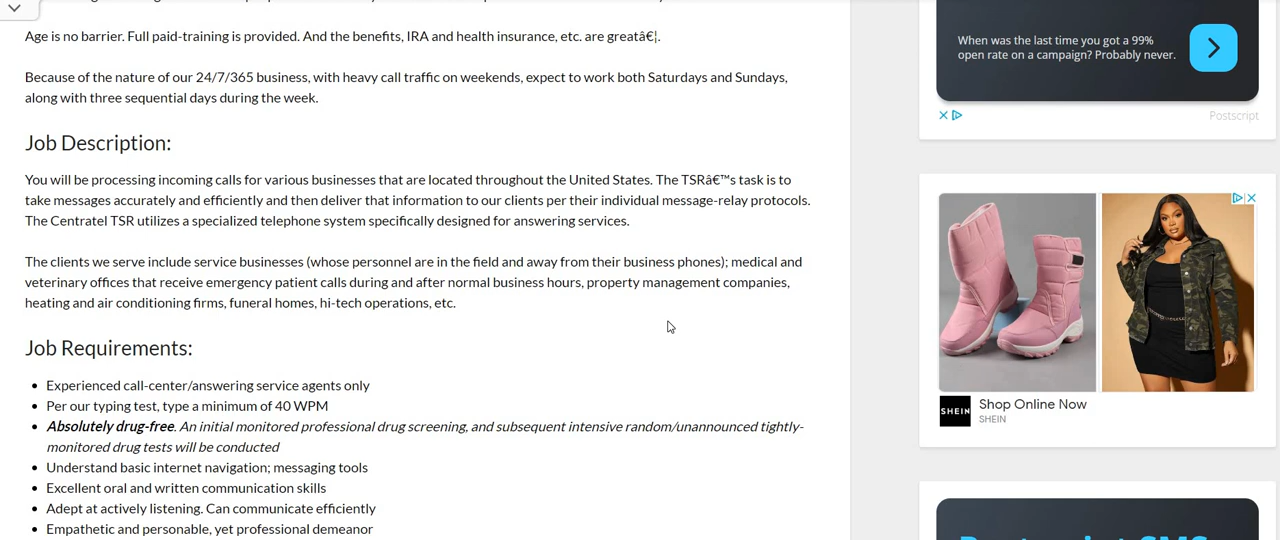 Age is no barrier. Full paid-training is provided. And the benefits, IRA and health insurance, etc. are greatâ€¦.
Because of the nature of our 24/7/365 business, with heavy call traffic on weekends, expect to work both Saturdays and Sundays,
along with three sequential days during the week.
Job Description:
You will be processing incoming calls for various businesses that are located throughout the United States. The TSRâ€™s task is to
take messages accurately and efficiently and then deliver that information to our clients per their individual message-relay protocols.
The Centratel TSR utilizes a specialized telephone system specifically designed for answering services.
The clients we serve include service businesses (whose personnel are in the field and away from their business phones); medical and
veterinary offices that receive emergency patient calls during and after normal business hours, property management companies,
heating and air conditioning firms, funeral homes, hi-tech operations, etc.
Job Requirements:
Experienced call-center/answering service agents only
Per our typing test, type a minimum of 40 WPM
Absolutely drug-free. An initial monitored professional drug screening, and subsequent intensive random/unannounced tightly-
monitored drug tests will be conducted
Understand basic internet navigation; messaging tools
Excellent oral and written communication skills
Adept at actively listening. Can communicate efficiently
Empathetic and personable, yet professional demeanor
When was the last time you got a 99%
open rate on a campaign? Probably never.
Postscript
SHEIN
Shop Online Now
SHEIN